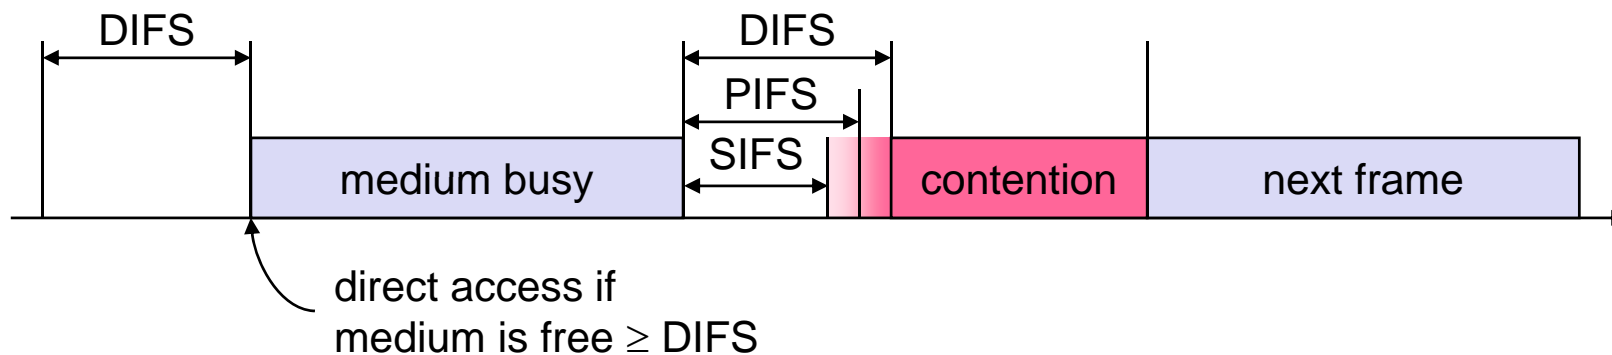 DIFS
DIFS
PIFS
SIFS
medium busy
contention
next frame
direct access if
medium is free ≥ DIFS